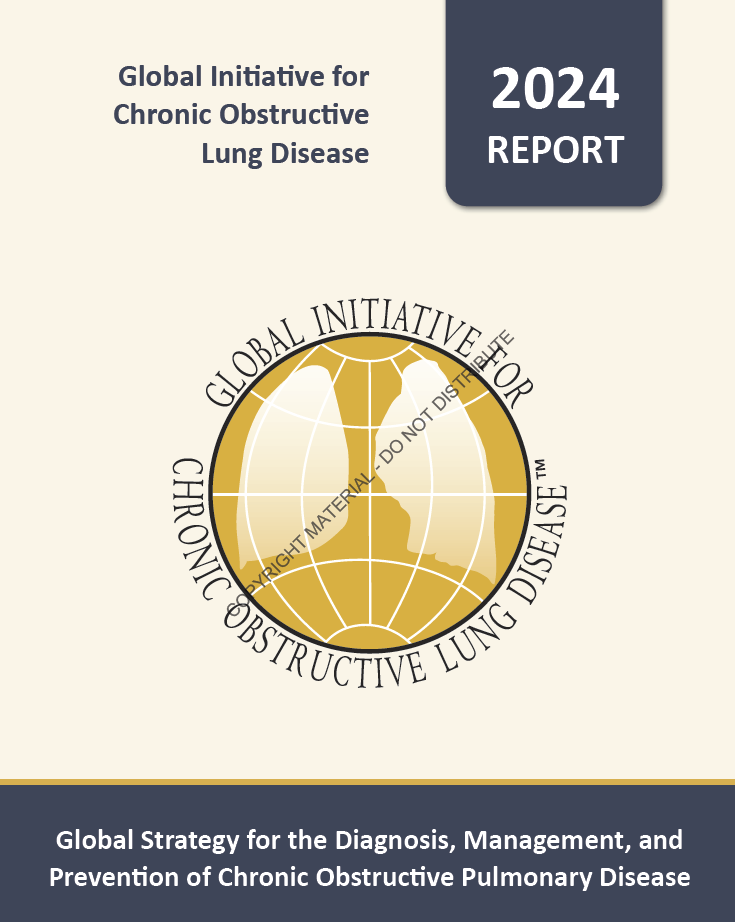 Global Initiative for
Chronic Obstructive
Lung Disease
2024
REPORT
GLOBAL INITIATIVE FOR
CHRONIC OBSTRUCTIVE LUNG DISEASE™
COPYRIGHT MATERIAL - DO NOT DISTRIBUTE
Global Strategy for the Diagnosis, Management, and
Prevention of Chronic Obstructive Pulmonary Disease